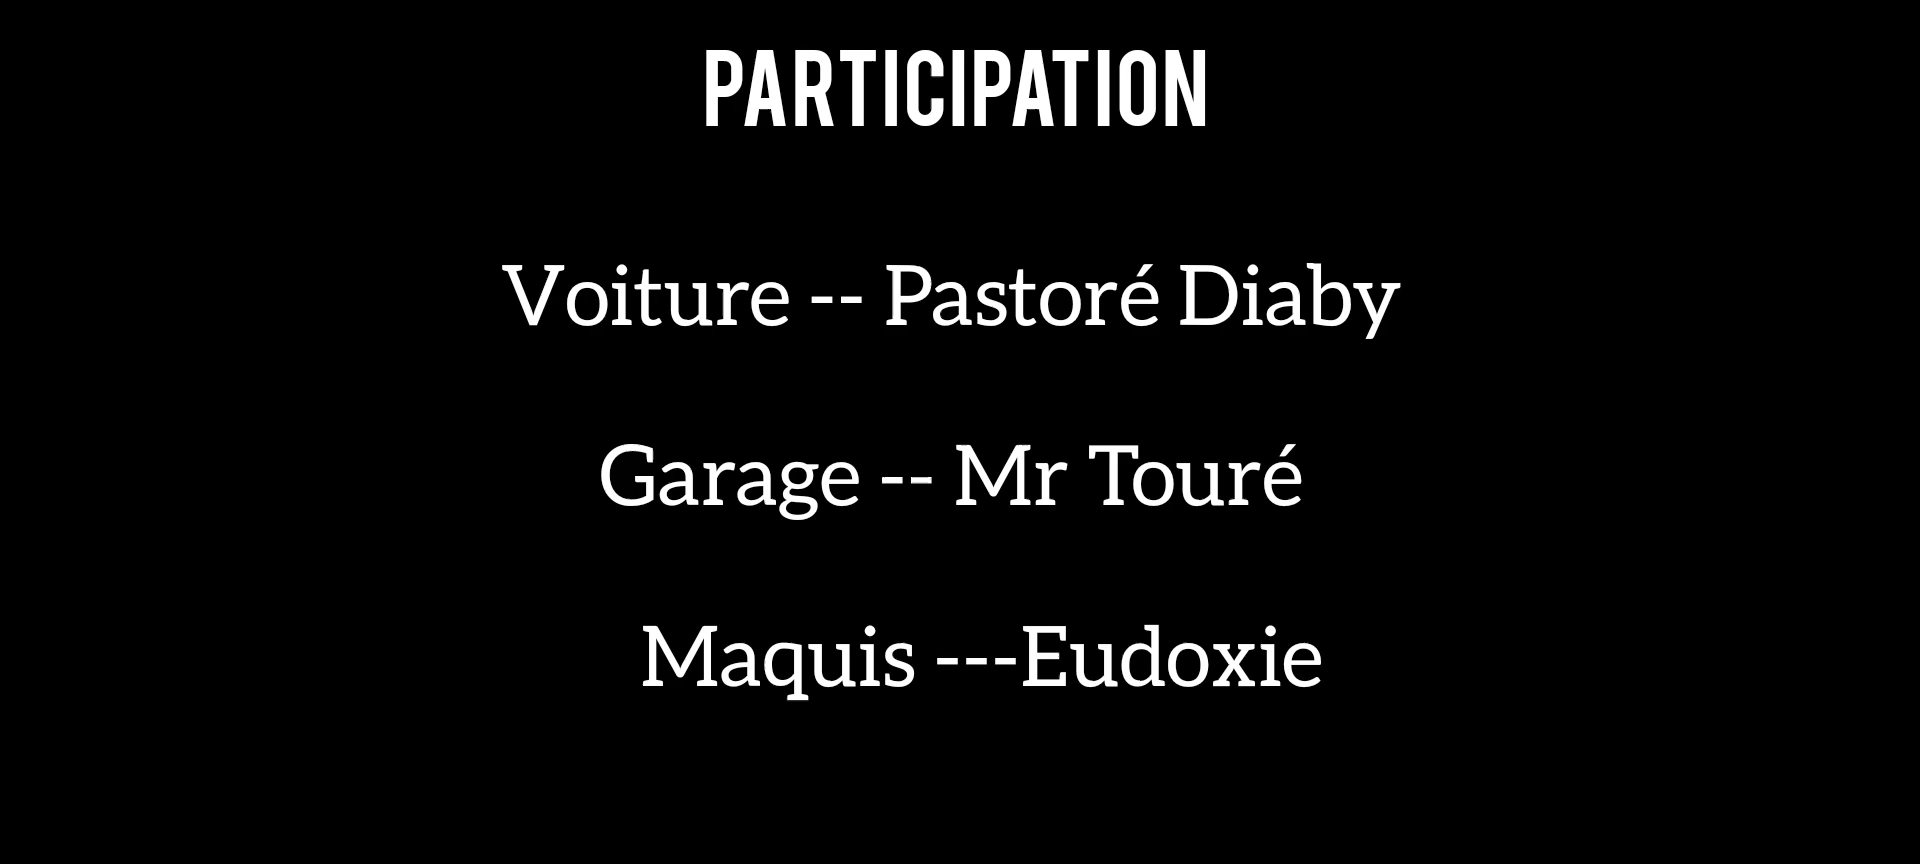 PARTICIPATION
Voiture -- Pastoré Diaby
Garage -- Mr Touré
Maquis ---Eudoxie